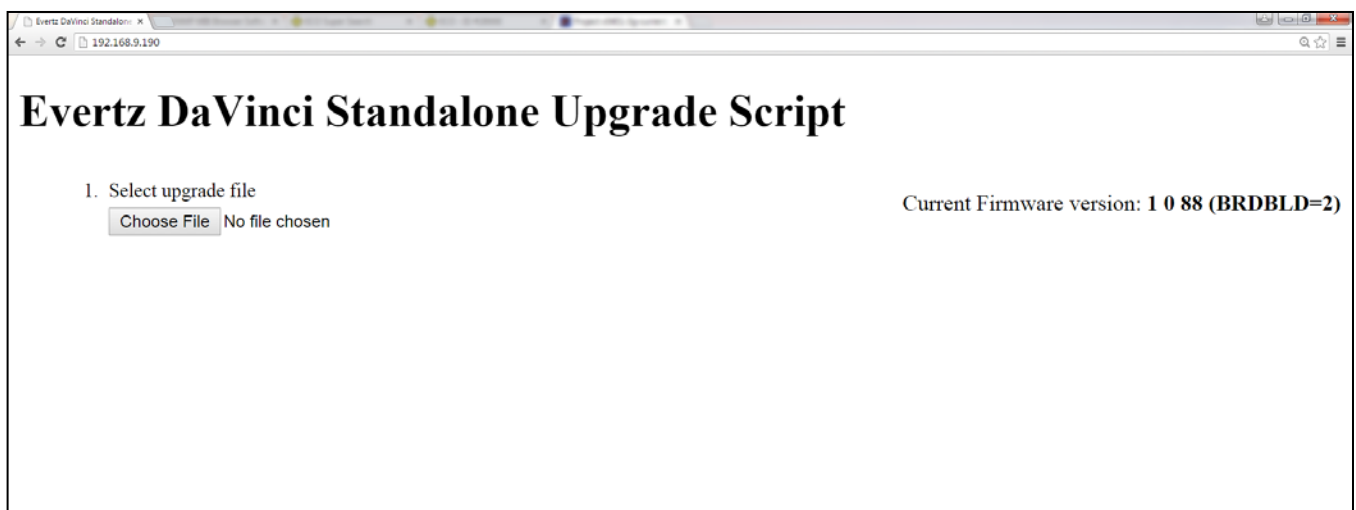 Evertz DaVinci Standalone
192.168.9.190
Evertz DaVinci Standalone Upgrade Script
1. Select upgrade file
Choose File No file chosen
Current Firmware version: 1 0 88 (BRDBLD=2)